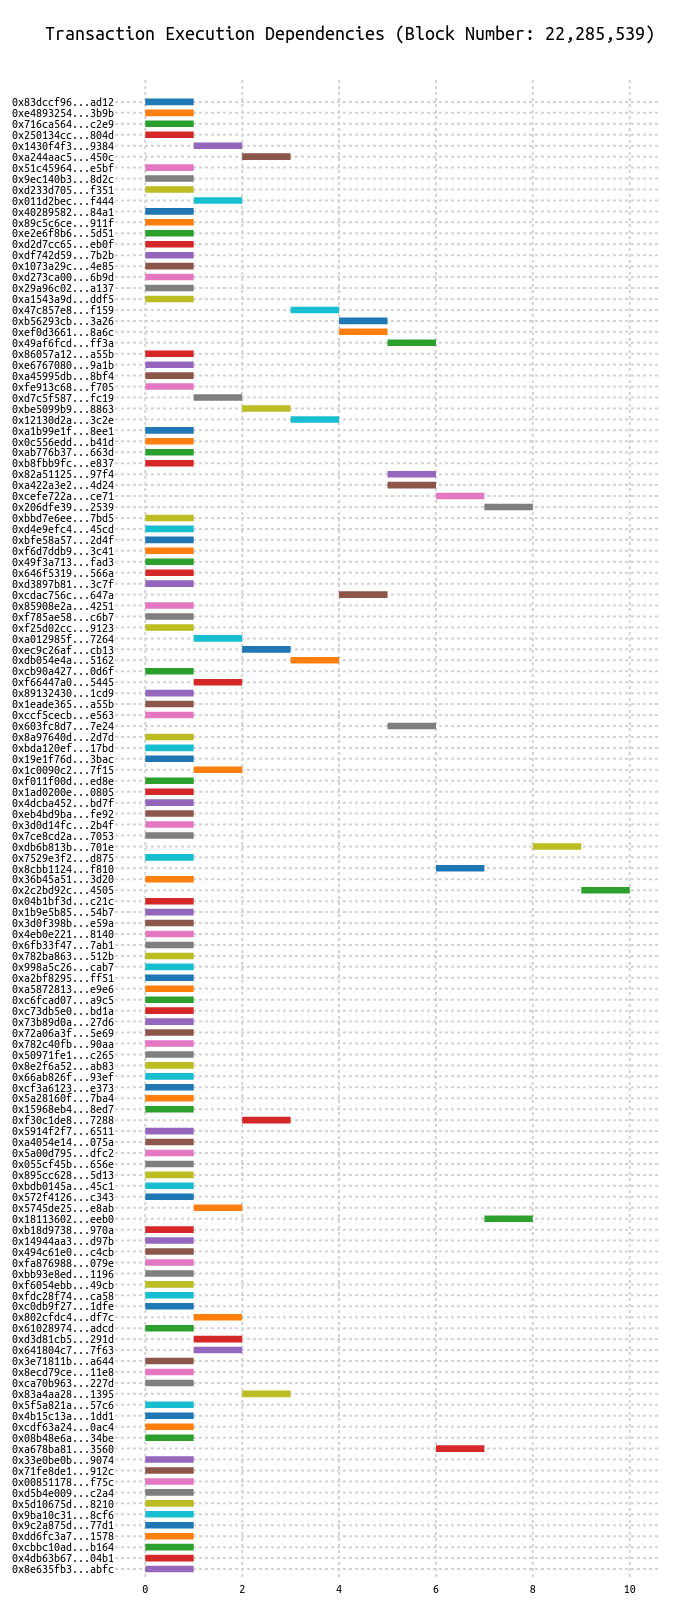 Transaction Execution Dependencies (Block Number: 22,285,539)
0x83dccf96...ad12
0xe4893254...3b9b
0x716ca564...c2e9
0x250134cc...804d
0x1430f4f3...9384
0xa244aac5...450c
0x51c45964...e5bf
0x9ec140b3...8d2c
0xd233d705...f351
0x011d2bec...f444
0x40289582...84a1
0x89c5c6ce...911f
0xe2e6f8b6...5d51
0xd2d7cc65...eb0f
0xdf742d59...7b2b
0x1073a29c...4e85
0xd273ca00...6b9d
0x29a96c02...a137
0xa1543a9d...ddf5
0x47c857e8...f159
0xb56293cb...3a26
0xef0d3661...8a6c
0x49af6fcd...ff3a
0x86057a12...a55b
0xe6767080...9a1b
0xa45995db...8bf4
0xfe913c68...f705
0xd7c5f587...fc19
0xbe5099b9...8863
0x12130d2a...3c2e
0xa1b99e1f...8ee1
0x0c556edd...b41d
0xab776b37...663d
0xb8fbb9fc...e837
0x82a51125...97f4
0xa422a3e2...4d24
0xcefe722a...ce71
0x206dfe39...2539
0xbbd7e6ee...7bd5
0xd4e9efc4...45cd
0xbfe58a57...2d4f
0xf6d7ddb9...3c41
0x49f3a713...fad3
0x646f5319...566a
0xd3897b81...3c7f
0xcdac756c...647a
0x85908e2a...4251
0xf785ae58...c6b7
0xf25d02cc...9123
0xa012985f...7264
0xec9c26af...cb13
0xdb054e4a...5162
0xcb90a427...0d6f
0xf66447a0...5445
0x89132430...1cd9
0x1eade365...a55b
0xccf5cecb...e563
0x603fc8d7...7e24
0x8a97640d...2d7d
0xbda120ef...17bd
0x19e1f76d...3bac
0x1c0090c2...7f15
0xf011f00d...ed8e
0x1ad0200e...0805
0x4dcba452...bd7f
0xeb4bd9ba...fe92
0x3d0d14fc...2b4f
0x7ce8cd2a...7053
0xdb6b813b...701e
0x7529e3f2...d875
0x8cbb1124...f810
0x36b45a51...3d20
0x2c2bd92c...4505
0x04b1bf3d...c21c
0x1b9e5b85...54b7
0x3d0f398b...e59a
0x4eb0e221...8140
0x6fb33f47...7ab1
0x782ba863...512b
0x998a5c26...cab7
0xa2bf8295...ff51
0xa5872813...e9e6
0xc6fcad07...a9c5
0xc73db5e0...bd1a
0x73b89d0a...27d6
0x72a06a3f...5e69
0x782c40fb...90aa
0x50971fe1...c265
0x8e2f6a52...ab83
0x66ab826f...93ef
0xcf3a6123...e373
0x5a28160f...7ba4
0x15968eb4...8ed7
0xf30c1de8...7288
0x5914f2f7...6511
0xa4054e14...075a
0x5a00d795...dfc2
0x055cf45b...656e
0x895cc628...5d13
0xbdb0145a...45c1
0x572f4126...c343
0x5745de25...e8ab
0x18113602...eeb0
0xb18d9738...970a
0x14944aa3...d97b
0x494c61e0...c4cb
0xfa876988...079e
0xbb93e8ed...1196
0xf6054ebb...49cb
0xfdc28f74...ca58
0xc0db9f27...1dfe
0x802cfdc4...df7c
0x61028974...adcd
0xd3d81cb5...291d
0x641804c7...7f63
0x3e71811b...a644
0x8ecd79ce...11e8
0xca70b963...227d
0x83a4aa28...1395
0x5f5a821a...57c6
0x4b15c13a...1dd1
0xcdf63a24...0ac4
0x08b48e6a...34be
0xa678ba81...3560
0x33e0be0b...9074
0x71fe8de1...912c
0x00851178...f75c
0xd5b4e009...c2a4
0x5d10675d...8210
0x9ba10c31...8cf6
0x9c2a875d...77d1
0xdd6fc3a7...1578
0xcbbc10ad...b164
0x4db63b67...04b1
0x8e635fb3...abfc
0 2 4 6 8 10